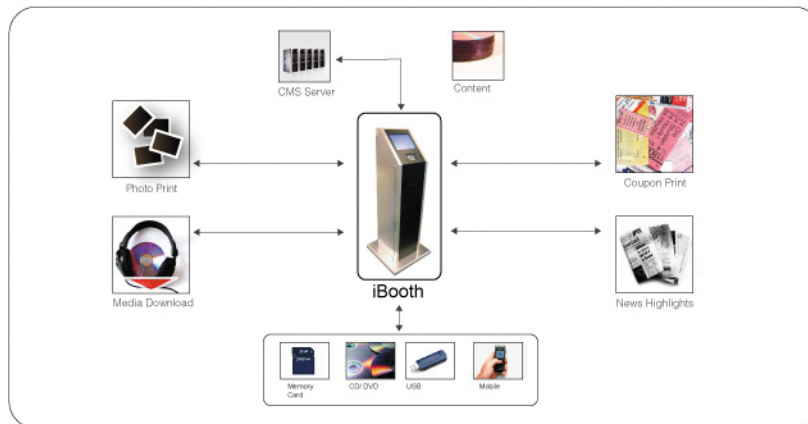 CMS Server
Content
Photo Print
Coupon Print
Media Download
iBooth
News Highlights
Memory
Card
CD/ DVD
USB
Mobile